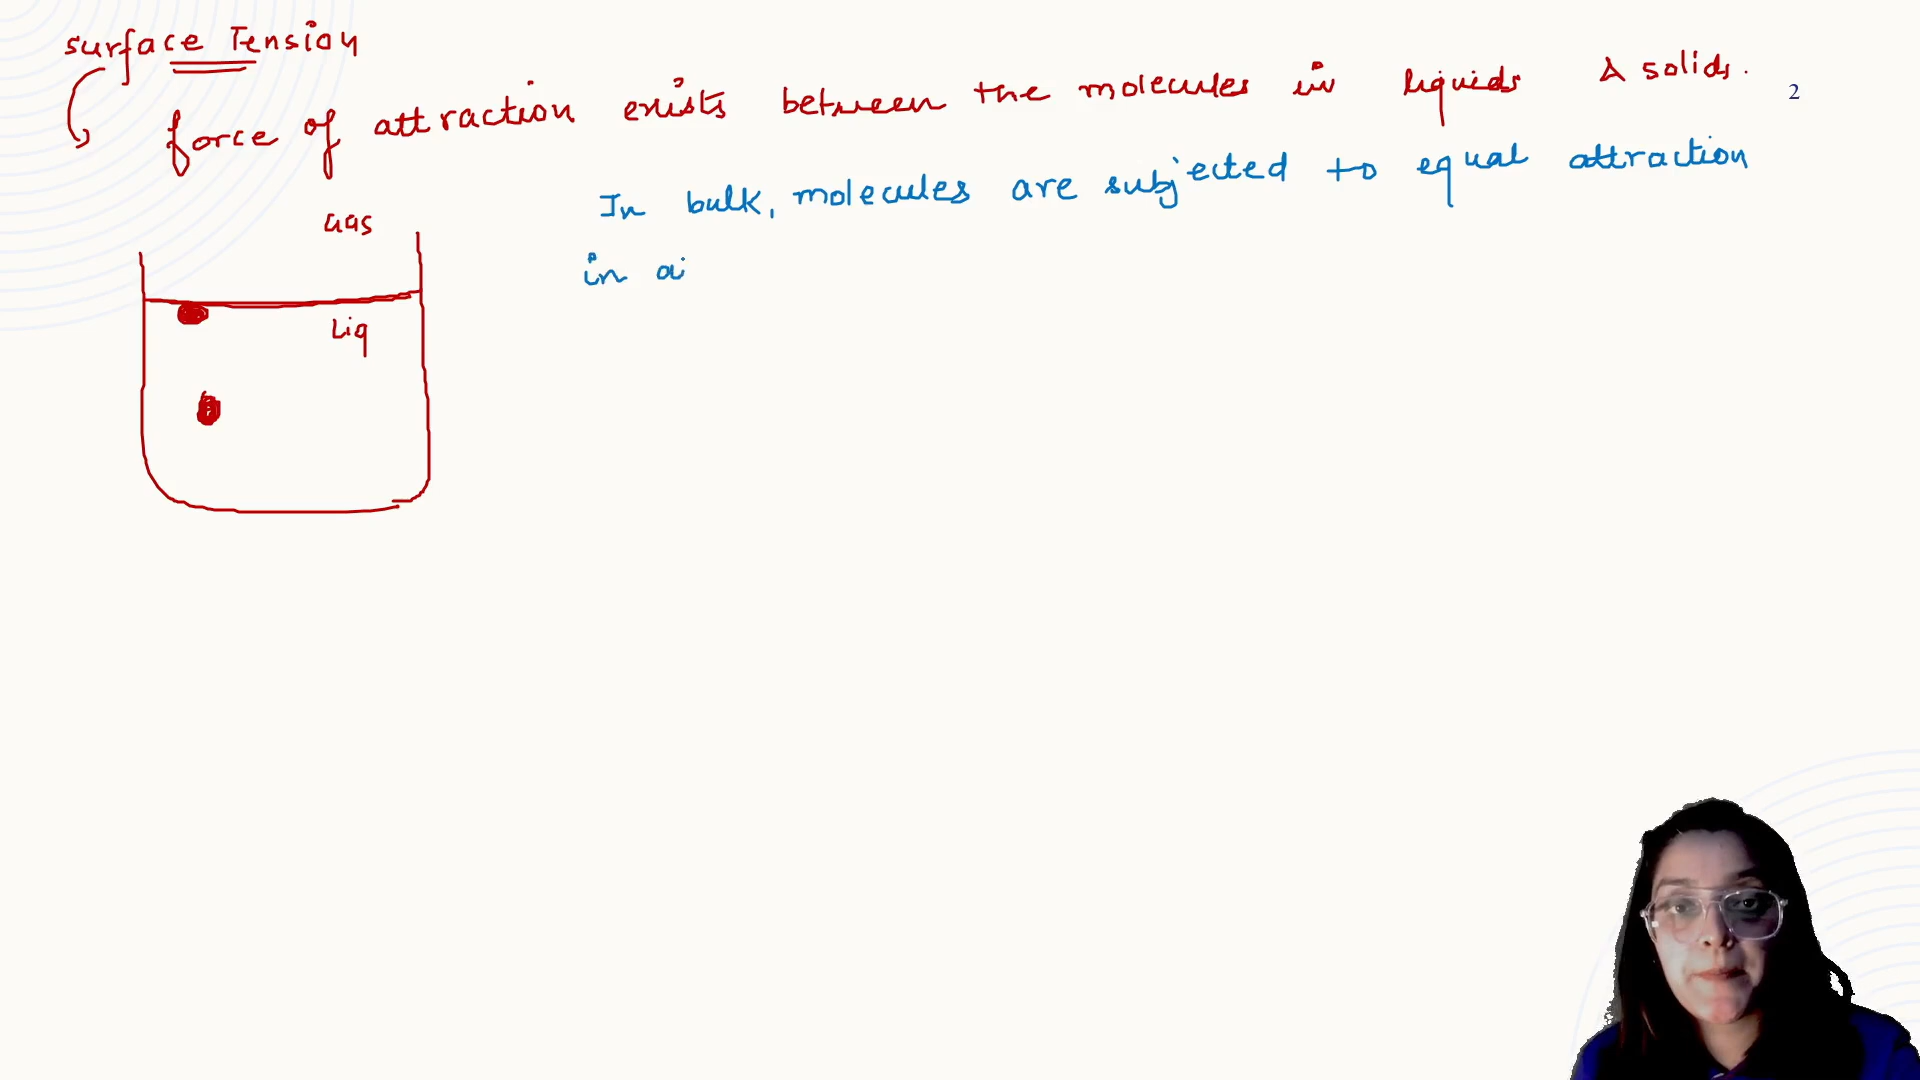 Surface Tension
force of attraction exists between the molecules in liquids & solids.
2
In bulk, molecules are subjected to equal attraction
in ai
Gas
Liq